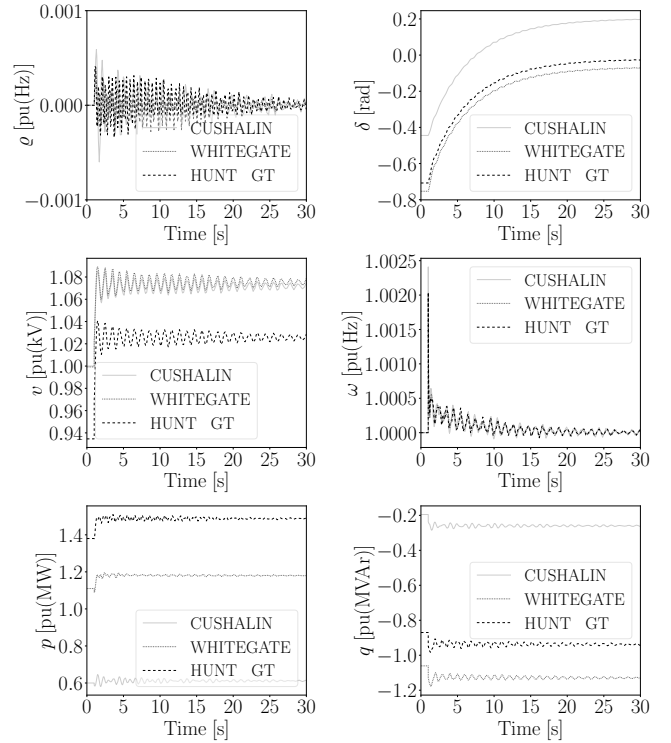 0.001
0.000
−0.001
ϱ [pu(Hz)]
CUSHALIN
WHITEGATE
HUNT GT
0 5 10 15 20 25 30
Time [s]
0.2
0.0
−0.2
−0.4
−0.6
−0.8
δ [rad]
CUSHALIN
WHITEGATE
HUNT GT
0 5 10 15 20 25 30
Time [s]
1.08
1.06
1.04
1.02
1.00
0.98
0.96
0.94
v [pu(kV)]
CUSHALIN
WHITEGATE
HUNT GT
0 5 10 15 20 25 30
Time [s]
1.0025
1.0020
1.0015
1.0010
1.0005
1.0000
ω [pu(Hz)]
CUSHALIN
WHITEGATE
HUNT GT
0 5 10 15 20 25 30
Time [s]
1.4
1.2
1.0
0.8
0.6
p [pu(MW)]
CUSHALIN
WHITEGATE
HUNT GT
0 5 10 15 20 25 30
Time [s]
−0.2
−0.4
−0.6
−0.8
−1.0
−1.2
q [pu(MVAr)]
CUSHALIN
WHITEGATE
HUNT GT
0 5 10 15 20 25 30
Time [s]